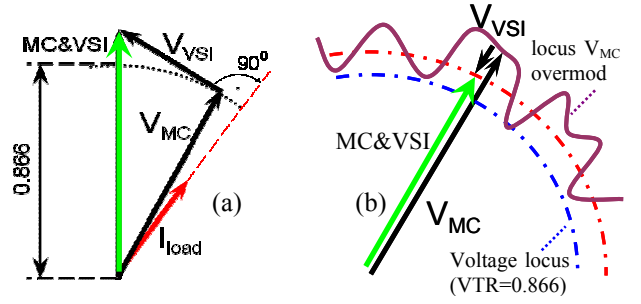 MC&VSI
V_VSI
90⁰
0.866
V_MC
I_load
(a)
V_VSI
locus V_MC
overmod
MC&VSI
(b)
V_MC
Voltage locus
(VTR=0.866)